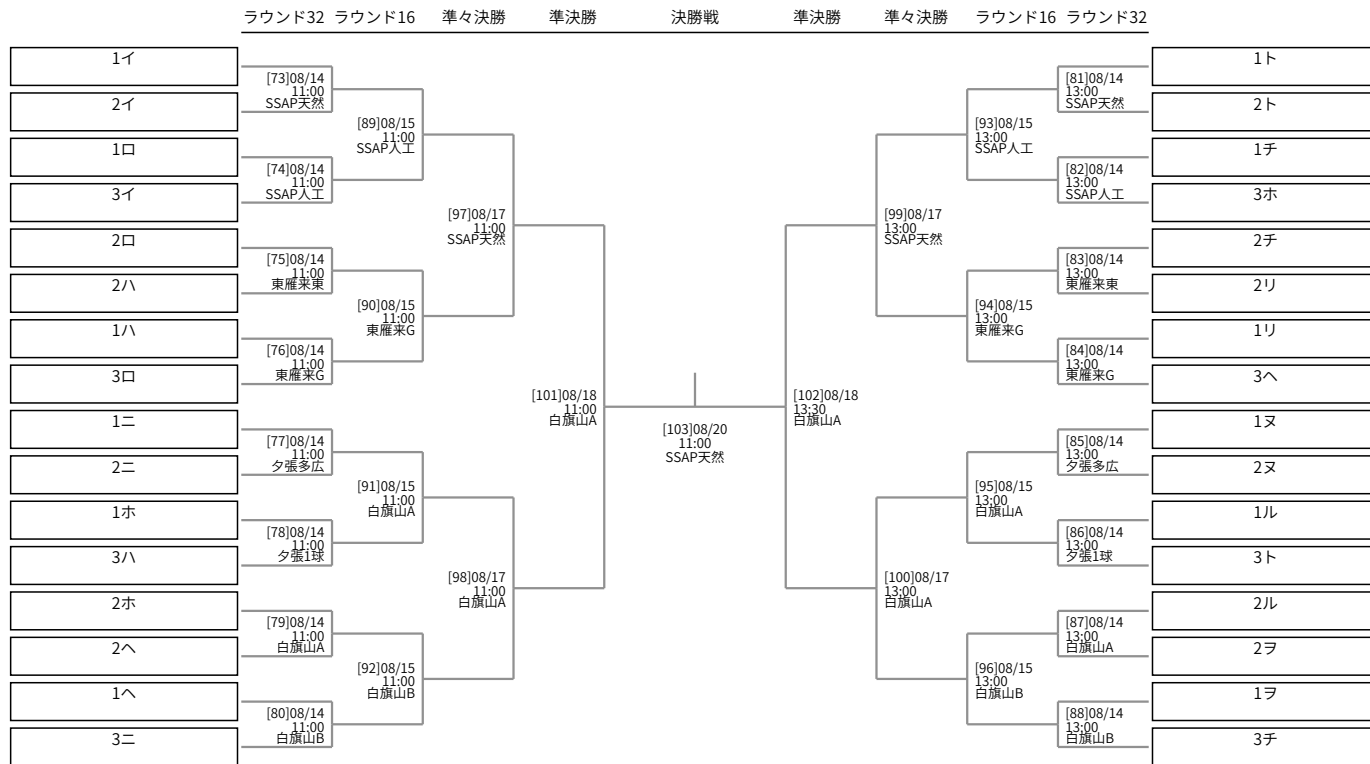 ラウンド32 ラウンド16 準々決勝 準決勝 決勝戦 準決勝 準々決勝 ラウンド16 ラウンド32
1イ
2イ
1ロ
3イ
2ロ
2ハ
1ハ
3ロ
1ニ
2ニ
1ホ
3ハ
2ホ
2ヘ
1ヘ
3ニ
[73]08/14
11:00
SSAP天然
[74]08/14
11:00
SSAP人工
[75]08/14
11:00
東雁来東
[76]08/14
11:00
東雁来G
[77]08/14
11:00
夕張多広
[78]08/14
11:00
夕張1球
[79]08/14
11:00
白旗山A
[80]08/14
11:00
白旗山B
[89]08/15
11:00
SSAP人工
[90]08/15
11:00
東雁来G
[91]08/15
11:00
白旗山A
[92]08/15
11:00
白旗山B
[97]08/17
11:00
SSAP天然
[98]08/17
11:00
白旗山A
[101]08/18
11:00
白旗山A
[103]08/20
11:00
SSAP天然
[102]08/18
13:30
白旗山A
[99]08/17
13:00
SSAP天然
[100]08/17
13:00
白旗山A
[93]08/15
13:00
SSAP人工
[94]08/15
13:00
東雁来G
[95]08/15
13:00
白旗山A
[96]08/15
13:00
白旗山B
[81]08/14
13:00
SSAP天然
[82]08/14
13:00
SSAP人工
[83]08/14
13:00
東雁来東
[84]08/14
13:00
東雁来G
[85]08/14
13:00
夕張多広
[86]08/14
13:00
夕張1球
[87]08/14
13:00
白旗山A
[88]08/14
13:00
白旗山B
1ト
2ト
1チ
3ホ
2チ
2リ
1リ
3ヘ
1ヌ
2ヌ
1ル
3ト
2ル
2ヲ
1ヲ
3チ